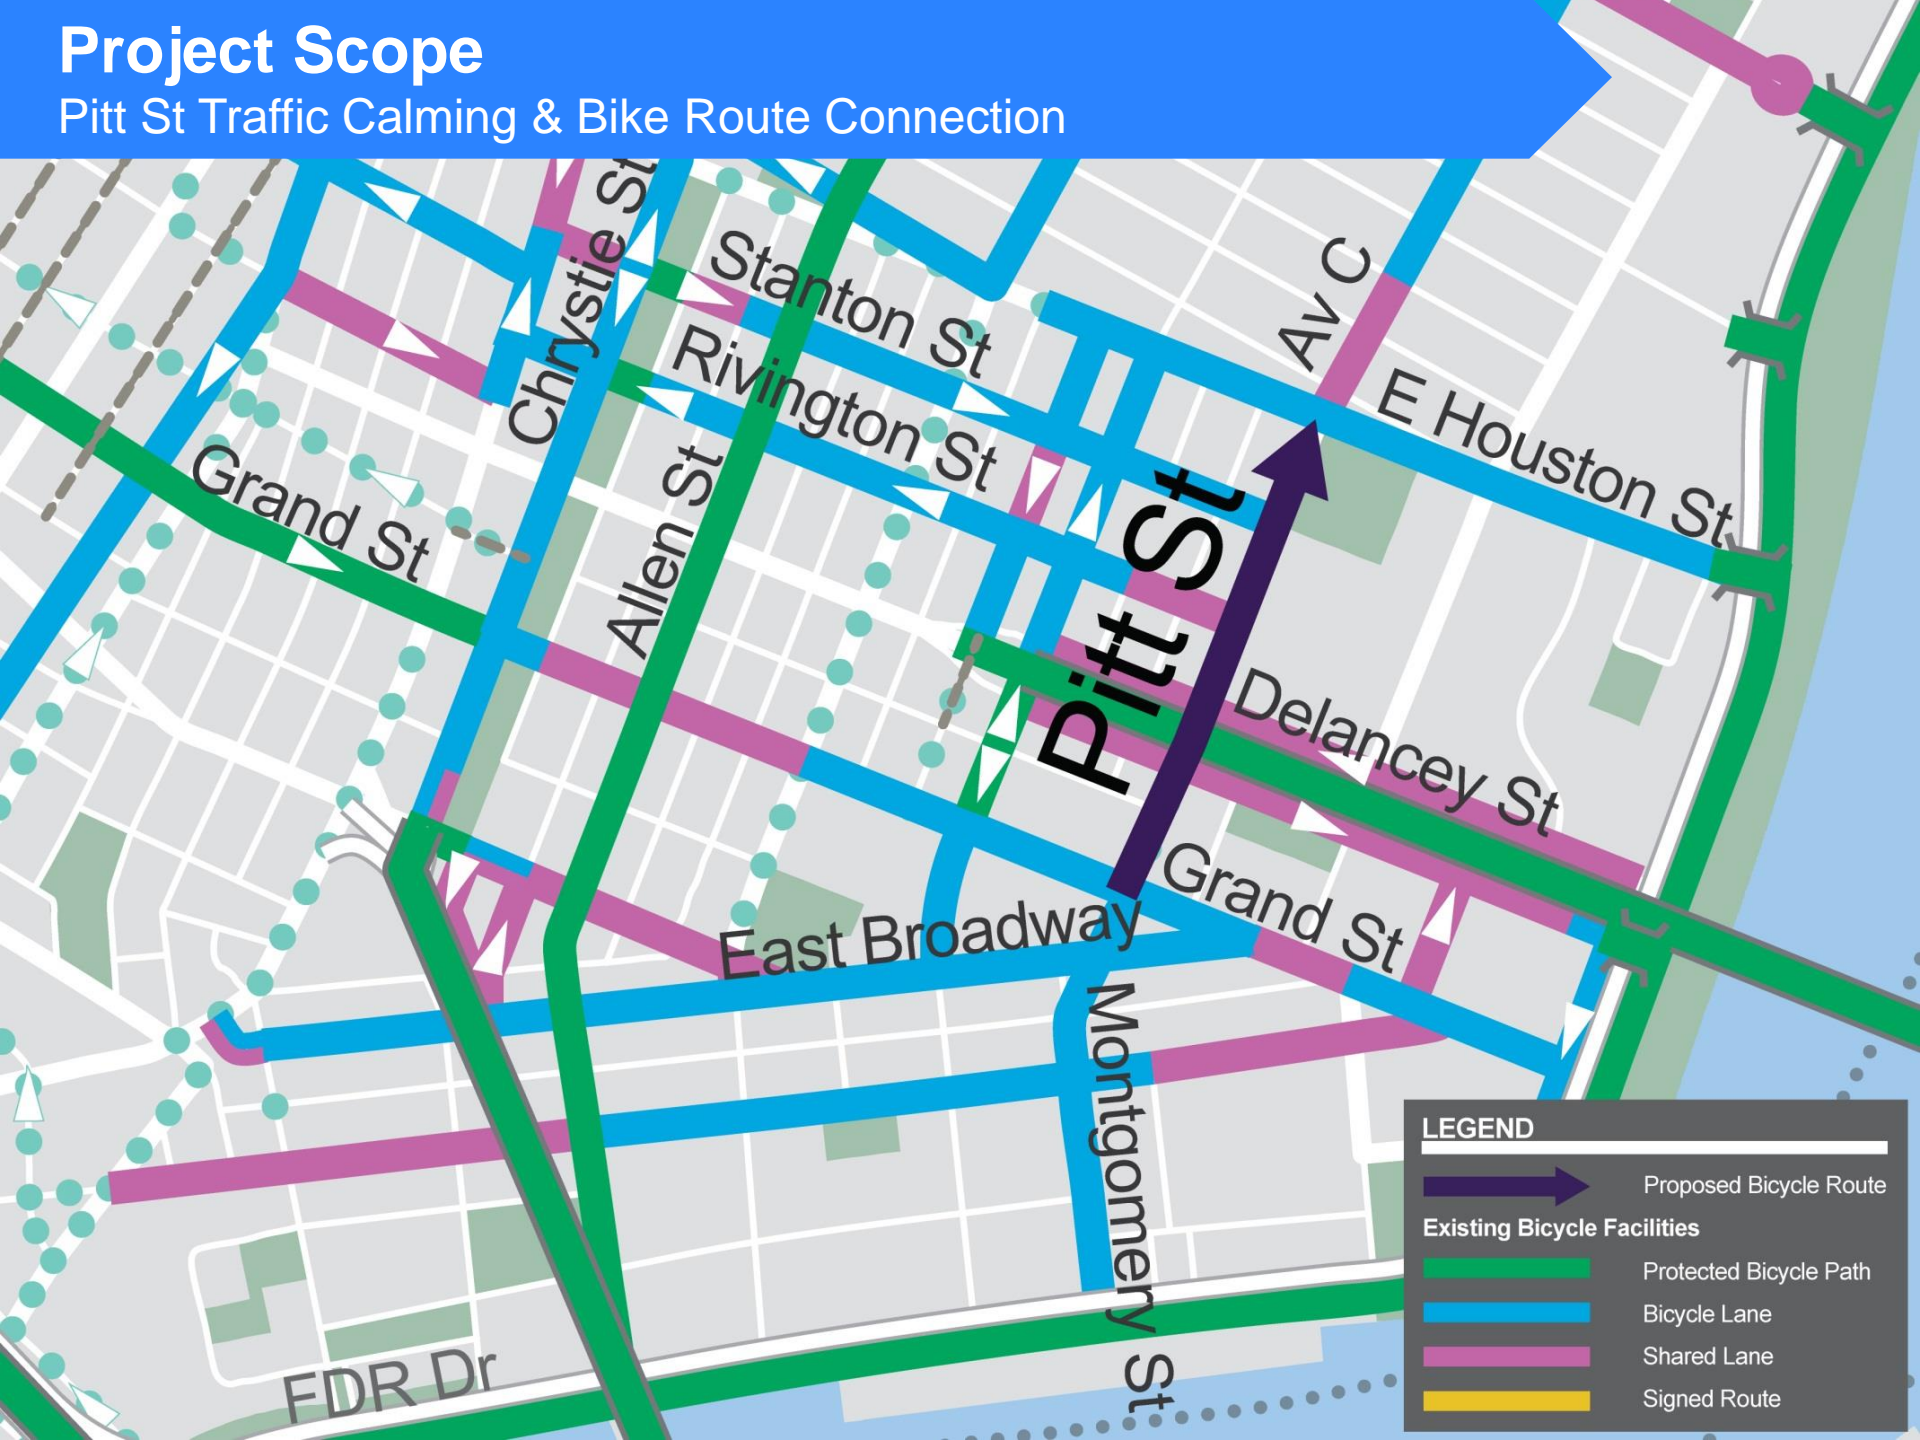 Project Scope
Pitt St Traffic Calming & Bike Route Connection
Chrystie St
Stanton St
Av C
Rivington St
E Houston St
Grand St
Allen St
Pitt St
Delancey St
Grand St
East Broadway
Montgomery St
FDR Dr
LEGEND
Proposed Bicycle Route
Existing Bicycle Facilities
Protected Bicycle Path
Bicycle Lane
Shared Lane
Signed Route